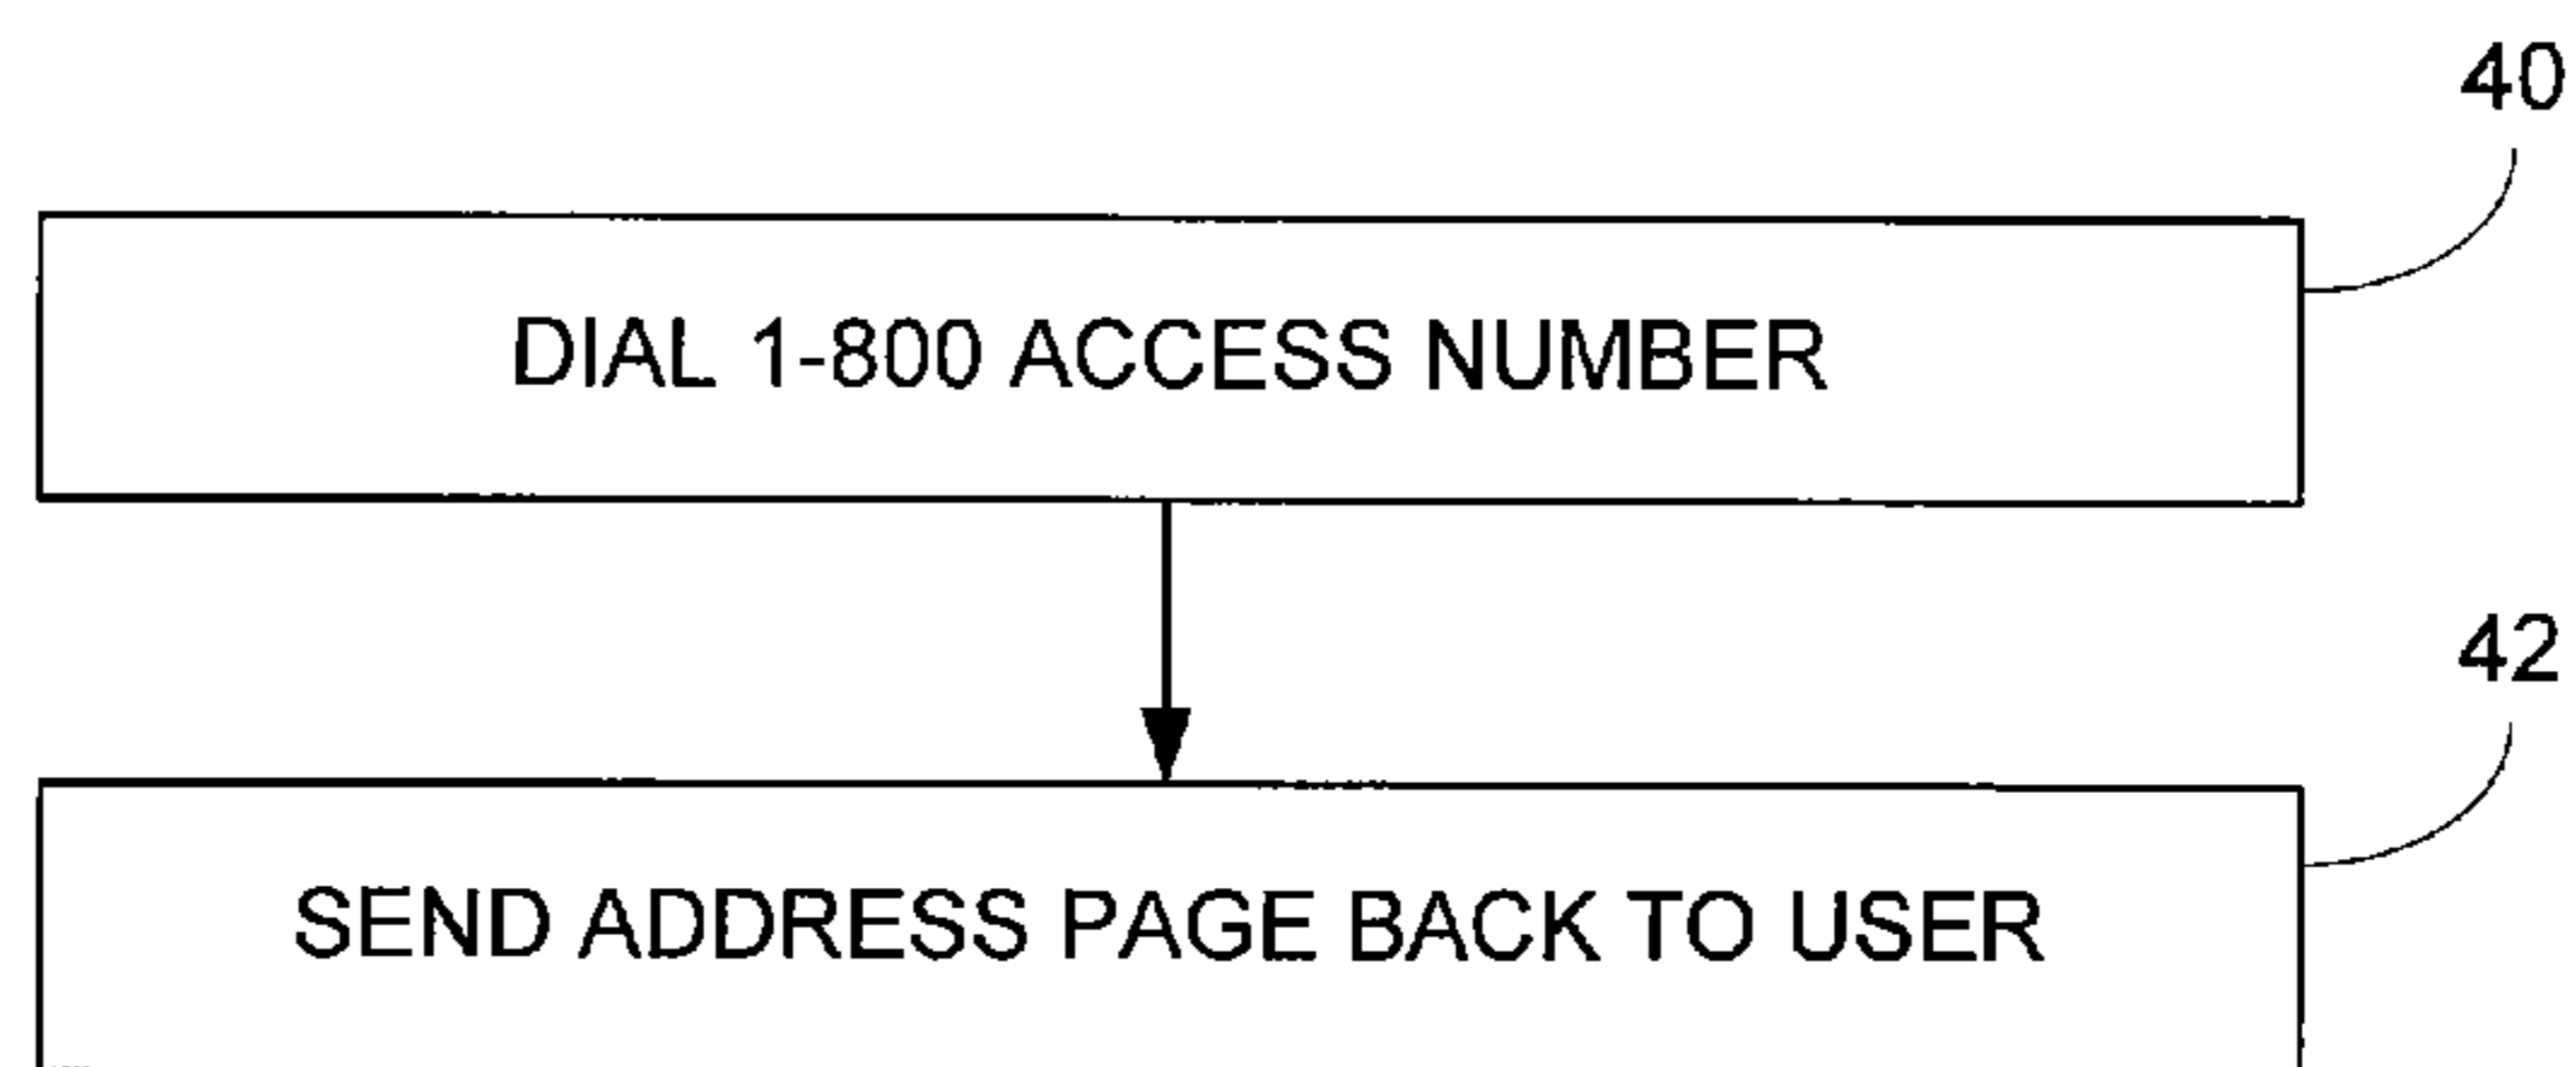 40
DIAL 1-800 ACCESS NUMBER
42
SEND ADDRESS PAGE BACK TO USER